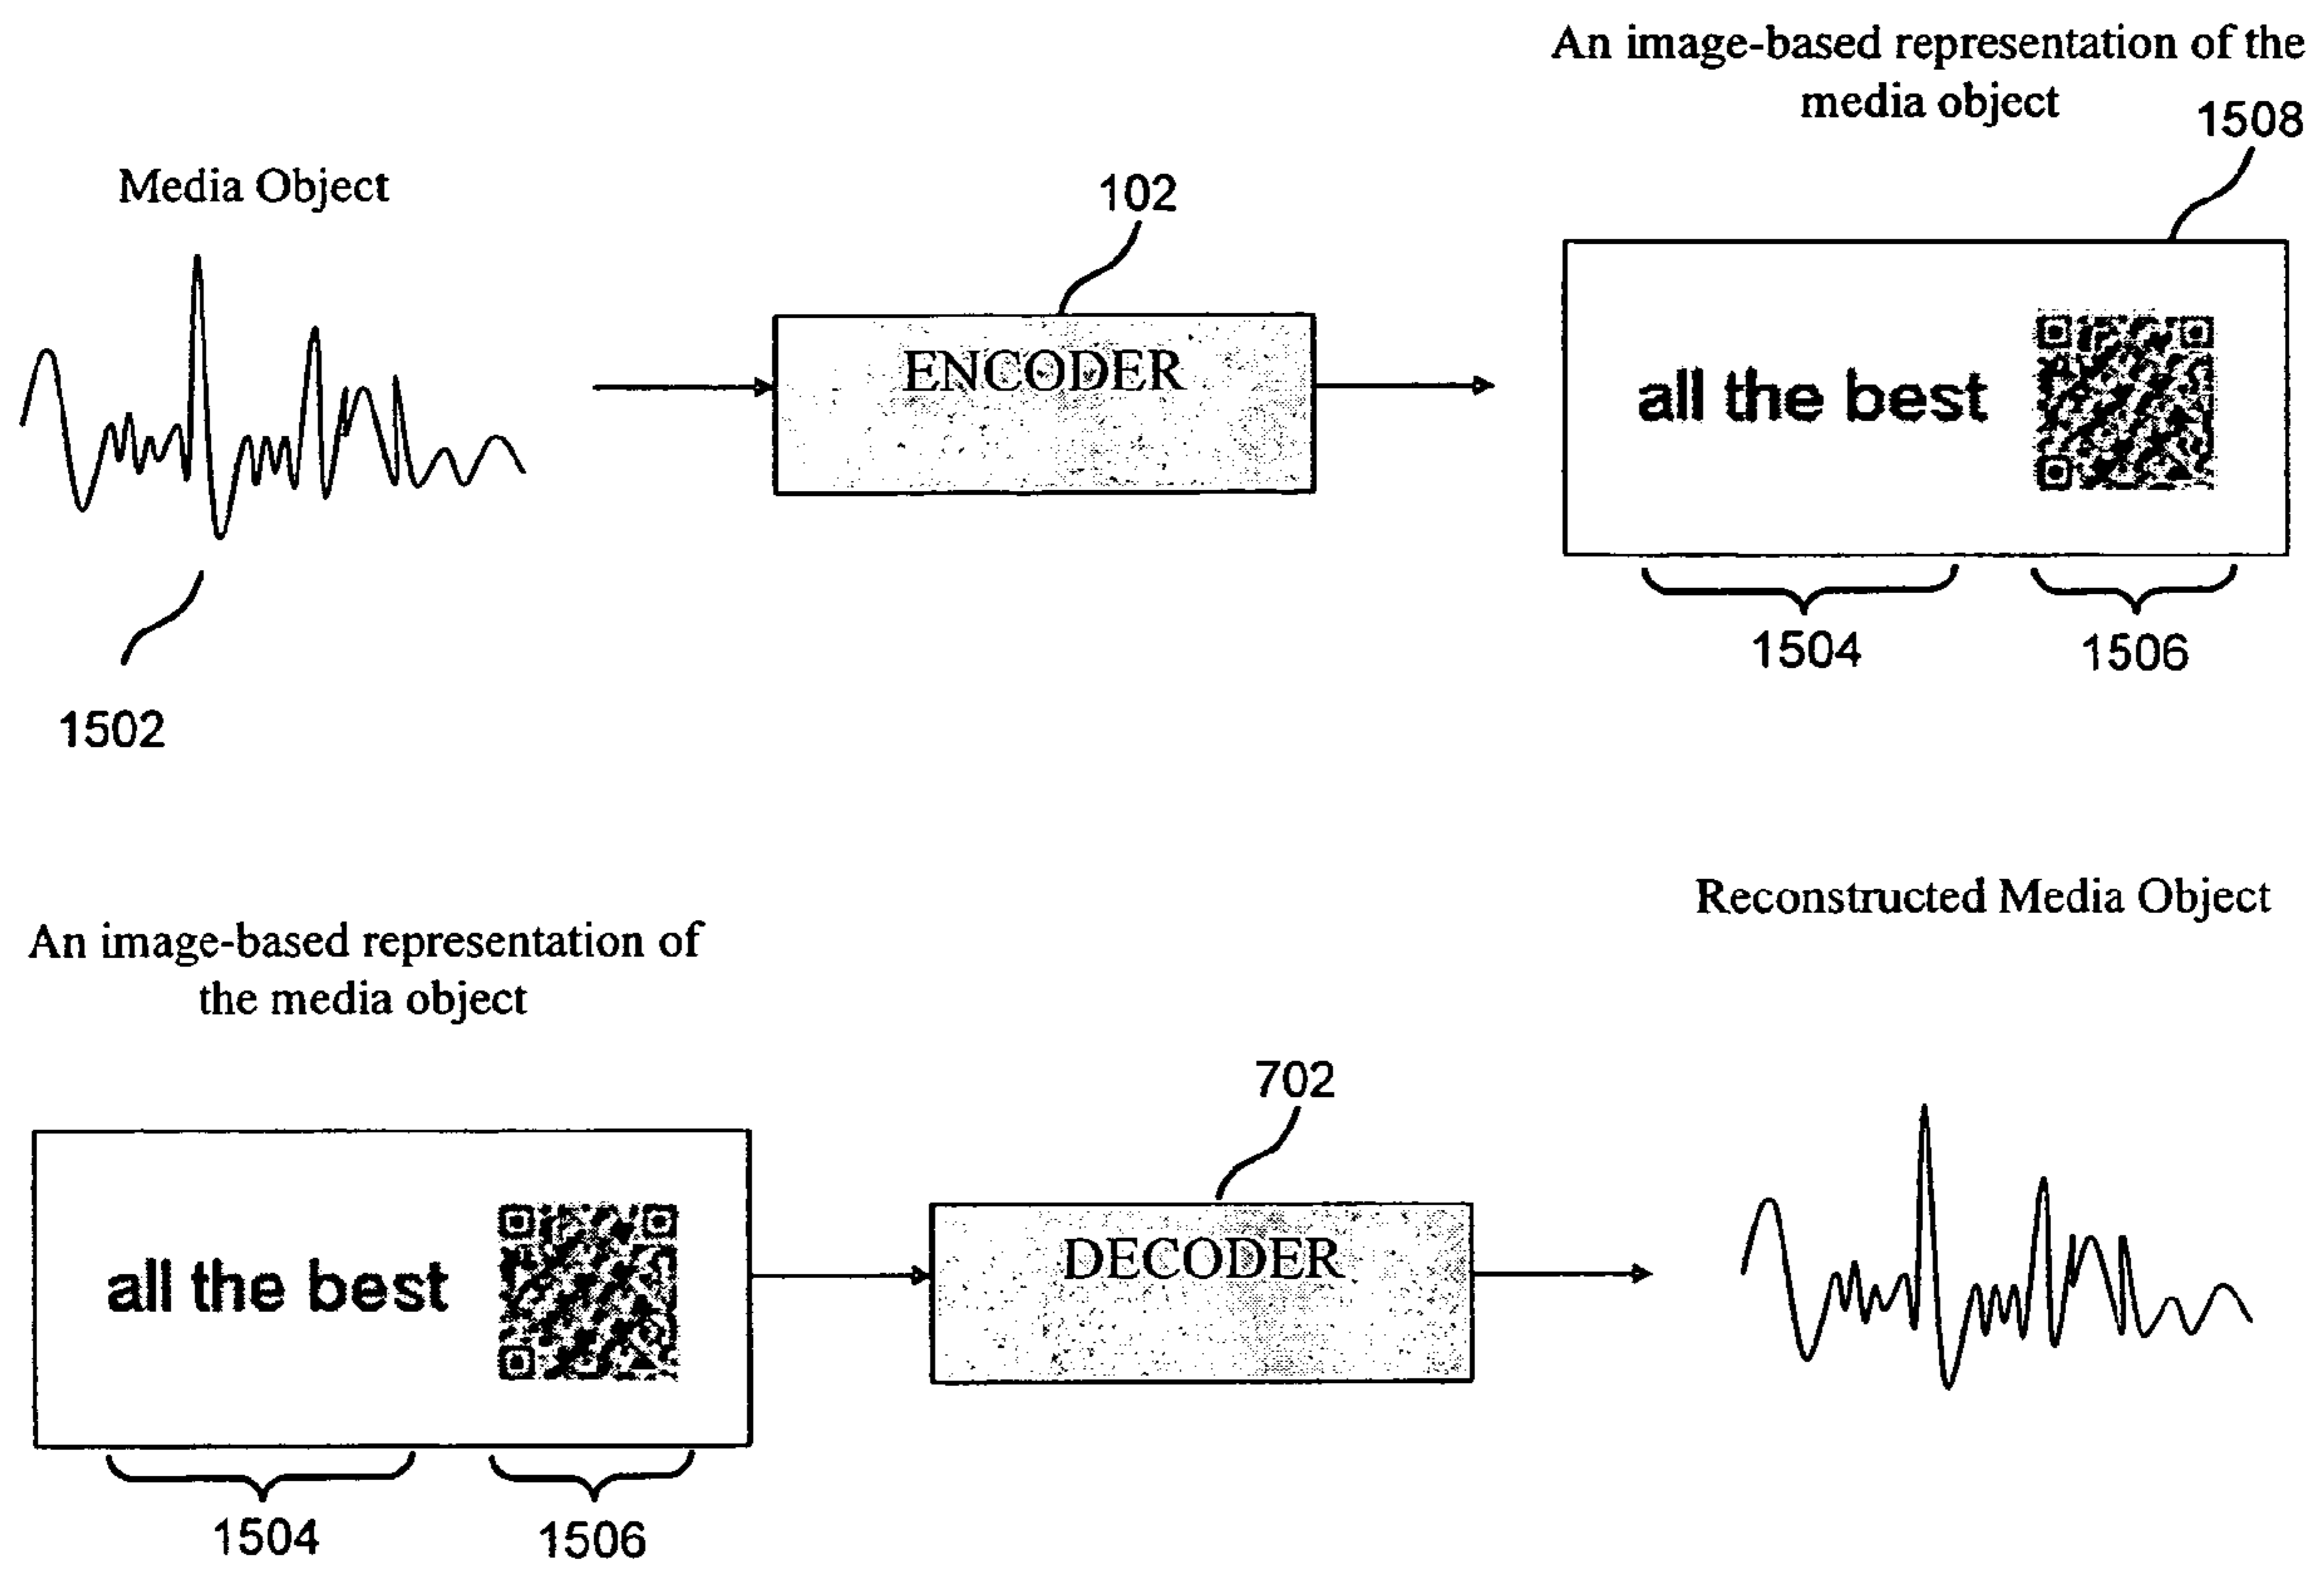 An image-based representation of the
media object
1508
Media Object
102
ENCODER
all the best
1504
1506
1502
Reconstructed Media Object
An image-based representation of
the media object
702
DECODER
all the best
1504
1506